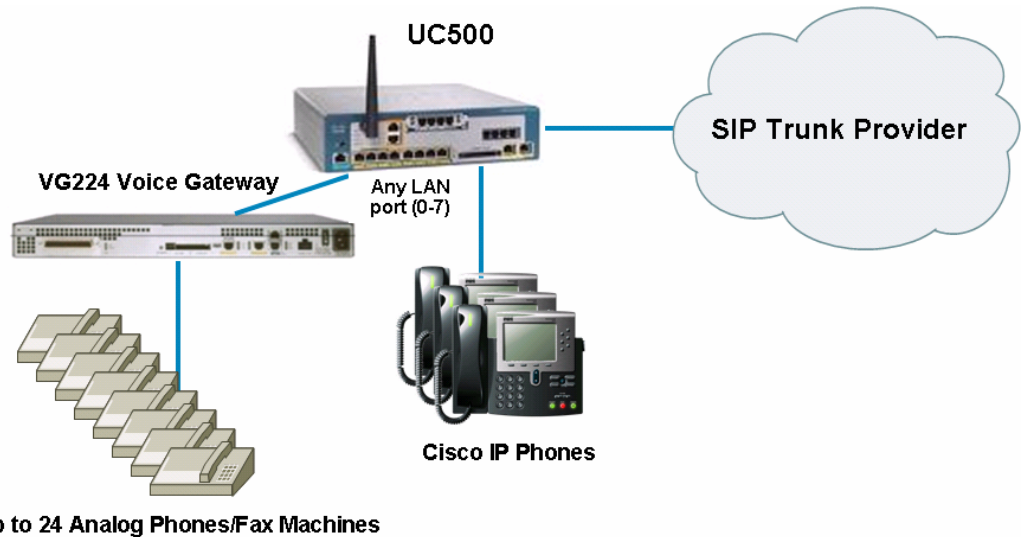 UC500
SIP Trunk Provider
VG224 Voice Gateway
Any LAN
port (0-7)
Cisco IP Phones
to 24 Analog Phones/Fax Machines